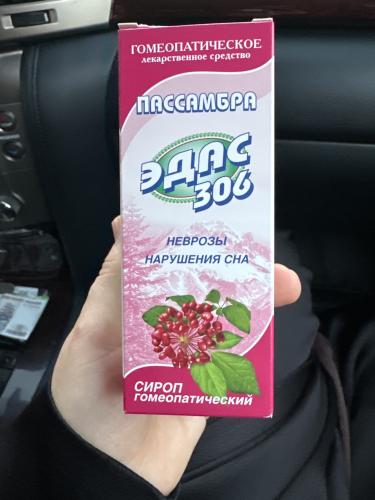 ГОМЕОПАТИЧЕСКОЕ
лекарственное средство
ПАССАМБРА
ЭДАС
306
НЕВРОЗЫ
НАРУШЕНИЯ СНА
СИРОП
гомеопатический